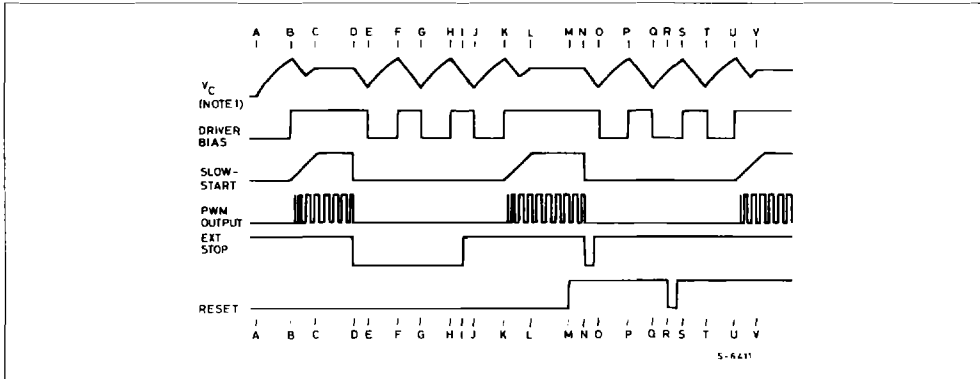 A B C D E F G H I J K L M N O P Q R S T U V
V_C
(NOTE 1)
DRIVER
BIAS
SLOW-
START
PWM
OUTPUT
EXT
STOP
RESET
A B C D E F G H I J K L M N O P Q R S T U V
S-6411